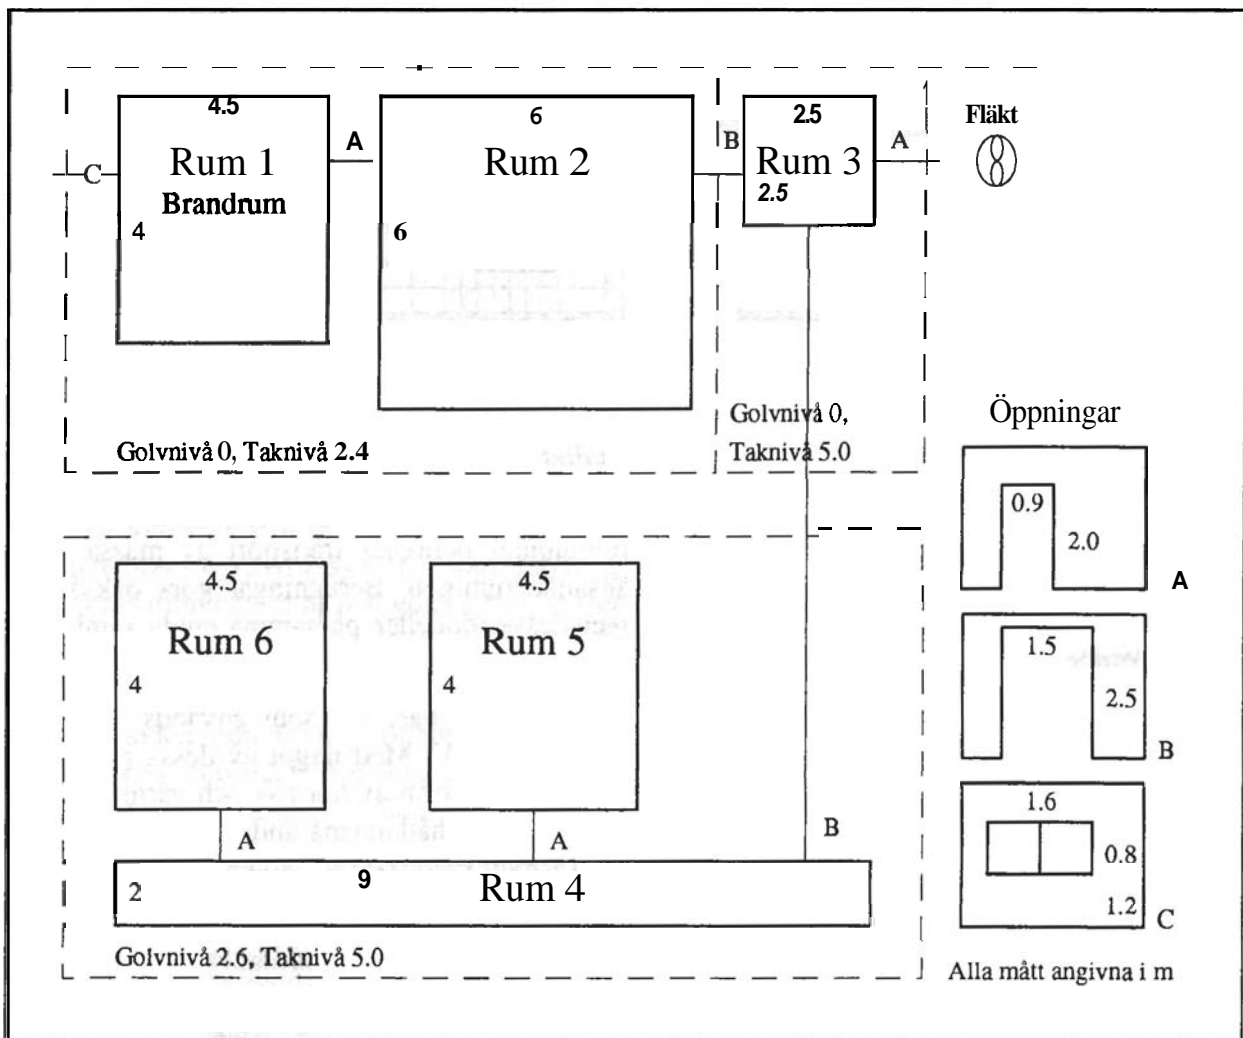 4.5
A
6
B
2.5
A
Fläkt
C
Rum 1
Rum 2
Rum 3
Brandrum
2.5
4
6
Golvnivå 0, Taknivå 2.4
Golvnivå 0,
Taknivå 5.0
Öppningar
0.9
2.0
A
1.5
2.5
B
1.6
0.8
1.2
C
Alla mått angivna i m
4.5
4.5
Rum 6
Rum 5
4
4
A
A
B
2
9
Rum 4
Golvnivå 2.6, Taknivå 5.0